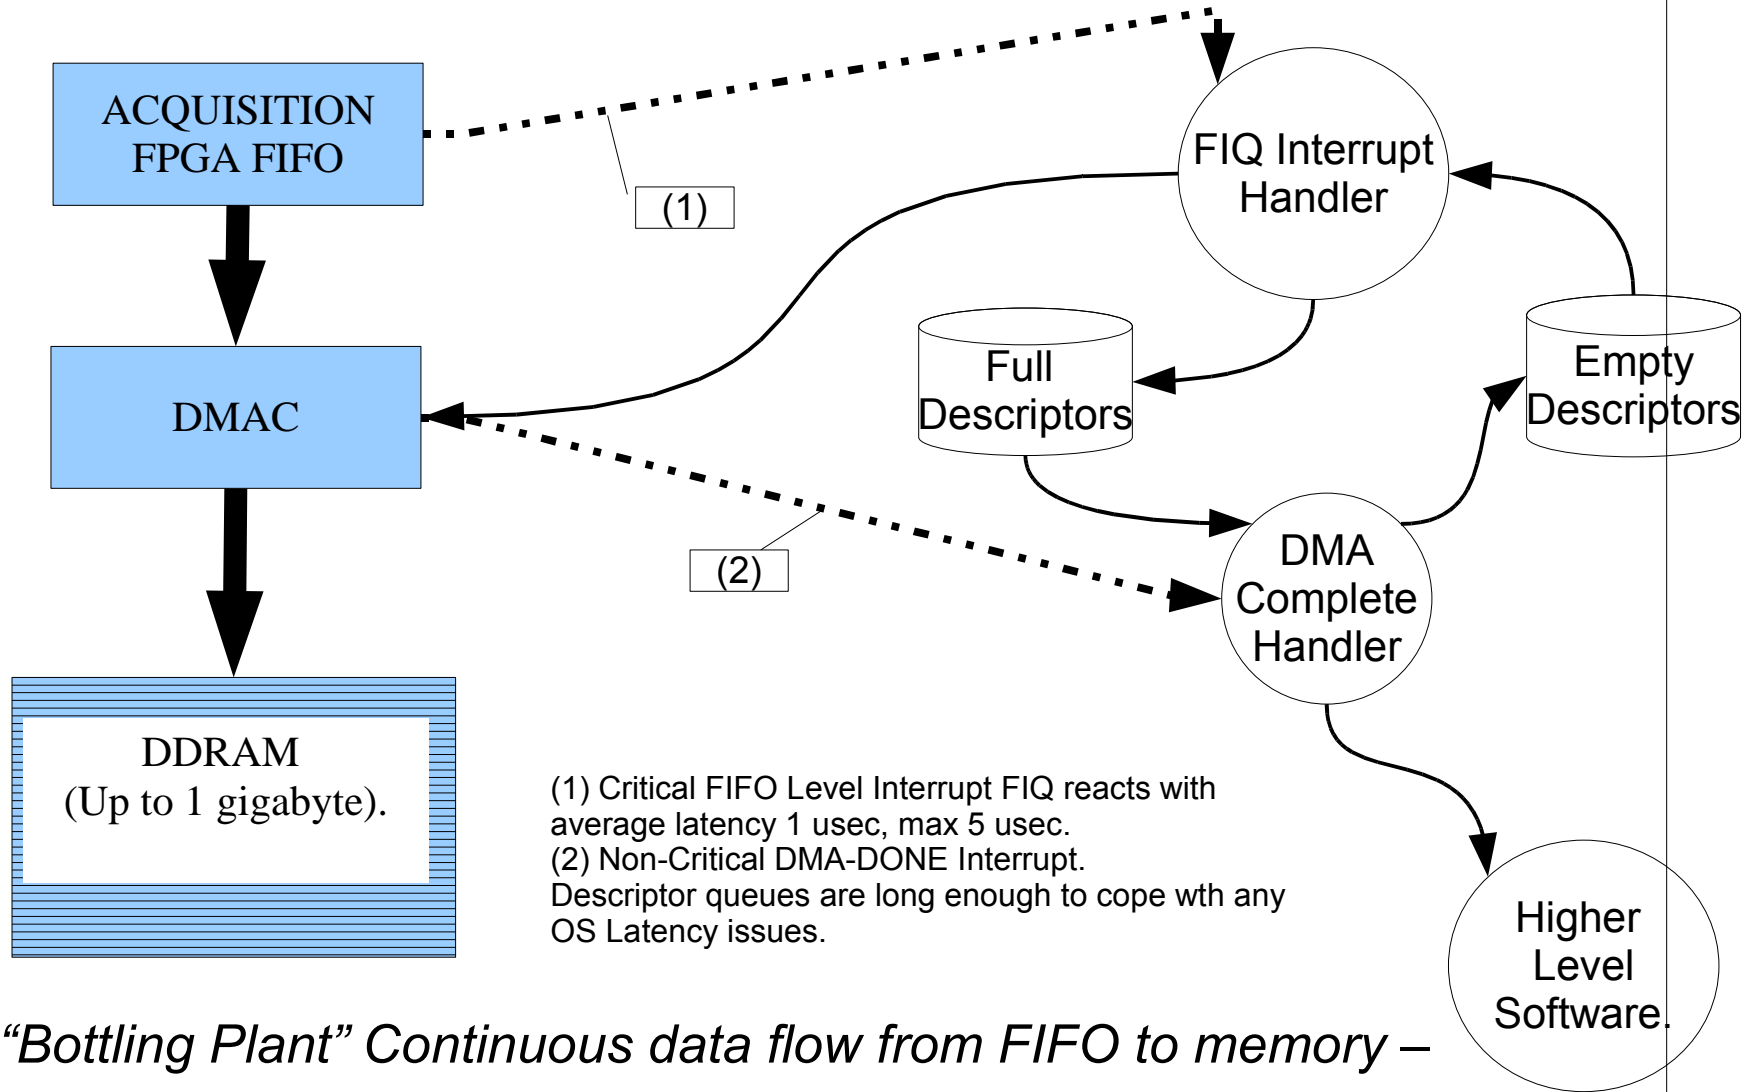 ACQUISITION
FPGA FIFO
(1)
FIQ Interrupt
Handler
DMAC
Full
Descriptors
Empty
Descriptors
(2)
DMA
Complete
Handler
DDRAM
(Up to 1 gigabyte).
(1) Critical FIFO Level Interrupt FIQ reacts with
average latency 1 usec, max 5 usec.
(2) Non-Critical DMA-DONE Interrupt.
Descriptor queues are long enough to cope wth any
OS Latency issues.
Higher
Level
Software.
“Bottling Plant” Continuous data flow from FIFO to memory –